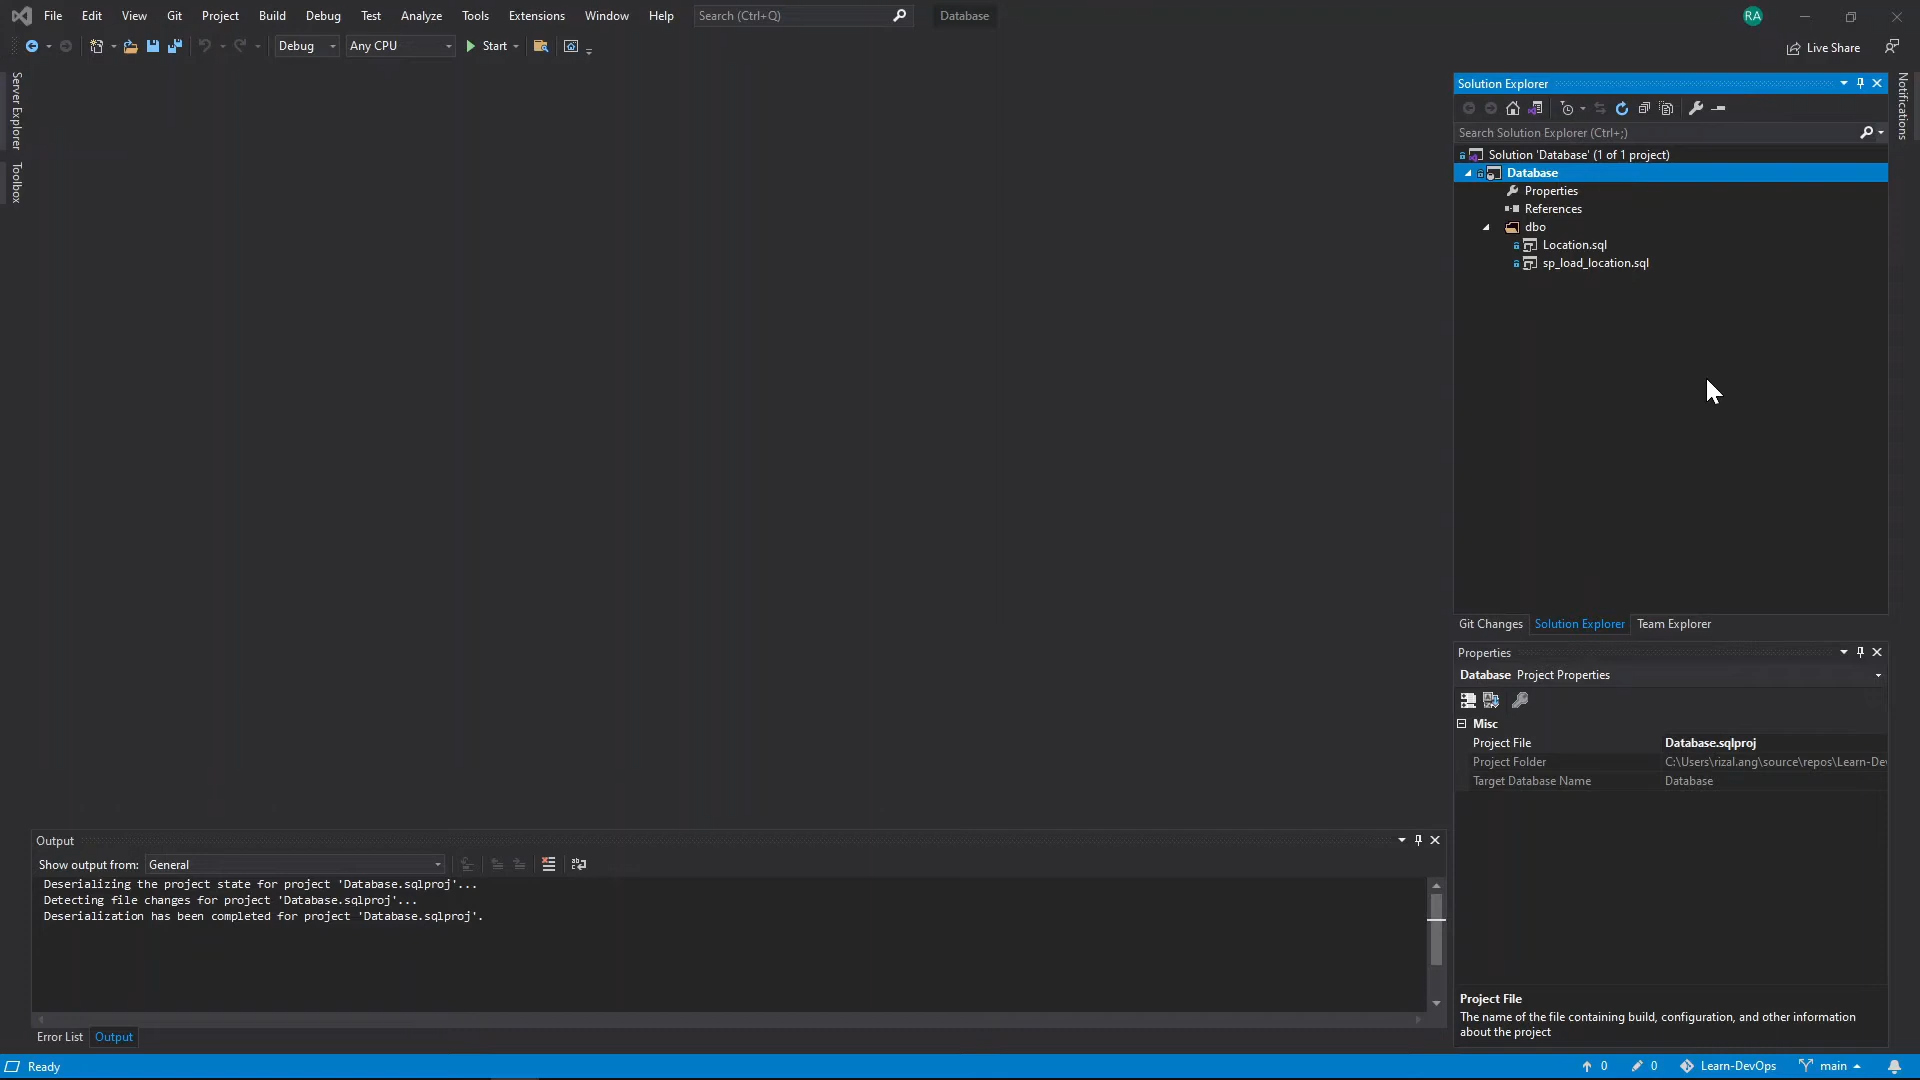 File Edit View Git Project Build Debug Test Analyze Tools Extensions Window Help Search (Ctrl+Q) Database RA
Debug Any CPU Start Live Share
Server Explorer
Toolbox
Notifications
Solution Explorer
Search Solution Explorer (Ctrl+;)
Solution 'Database' (1 of 1 project)
Database
Properties
References
dbo
Location.sql
sp_load_location.sql
Git Changes Solution Explorer Team Explorer
Properties
Database Project Properties
Misc
Project File Database.sqlproj
Project Folder C:\Users\rizal.ang\source\repos\Learn-De
Target Database Name Database
Project File
The name of the file containing build, configuration, and other information
about the project
Output
Show output from: General
Deserializing the project state for project 'Database.sqlproj'...
Detecting file changes for project 'Database.sqlproj'...
Deserialization has been completed for project 'Database.sqlproj'.
Error List Output
Ready 0 0 Learn-DevOps main